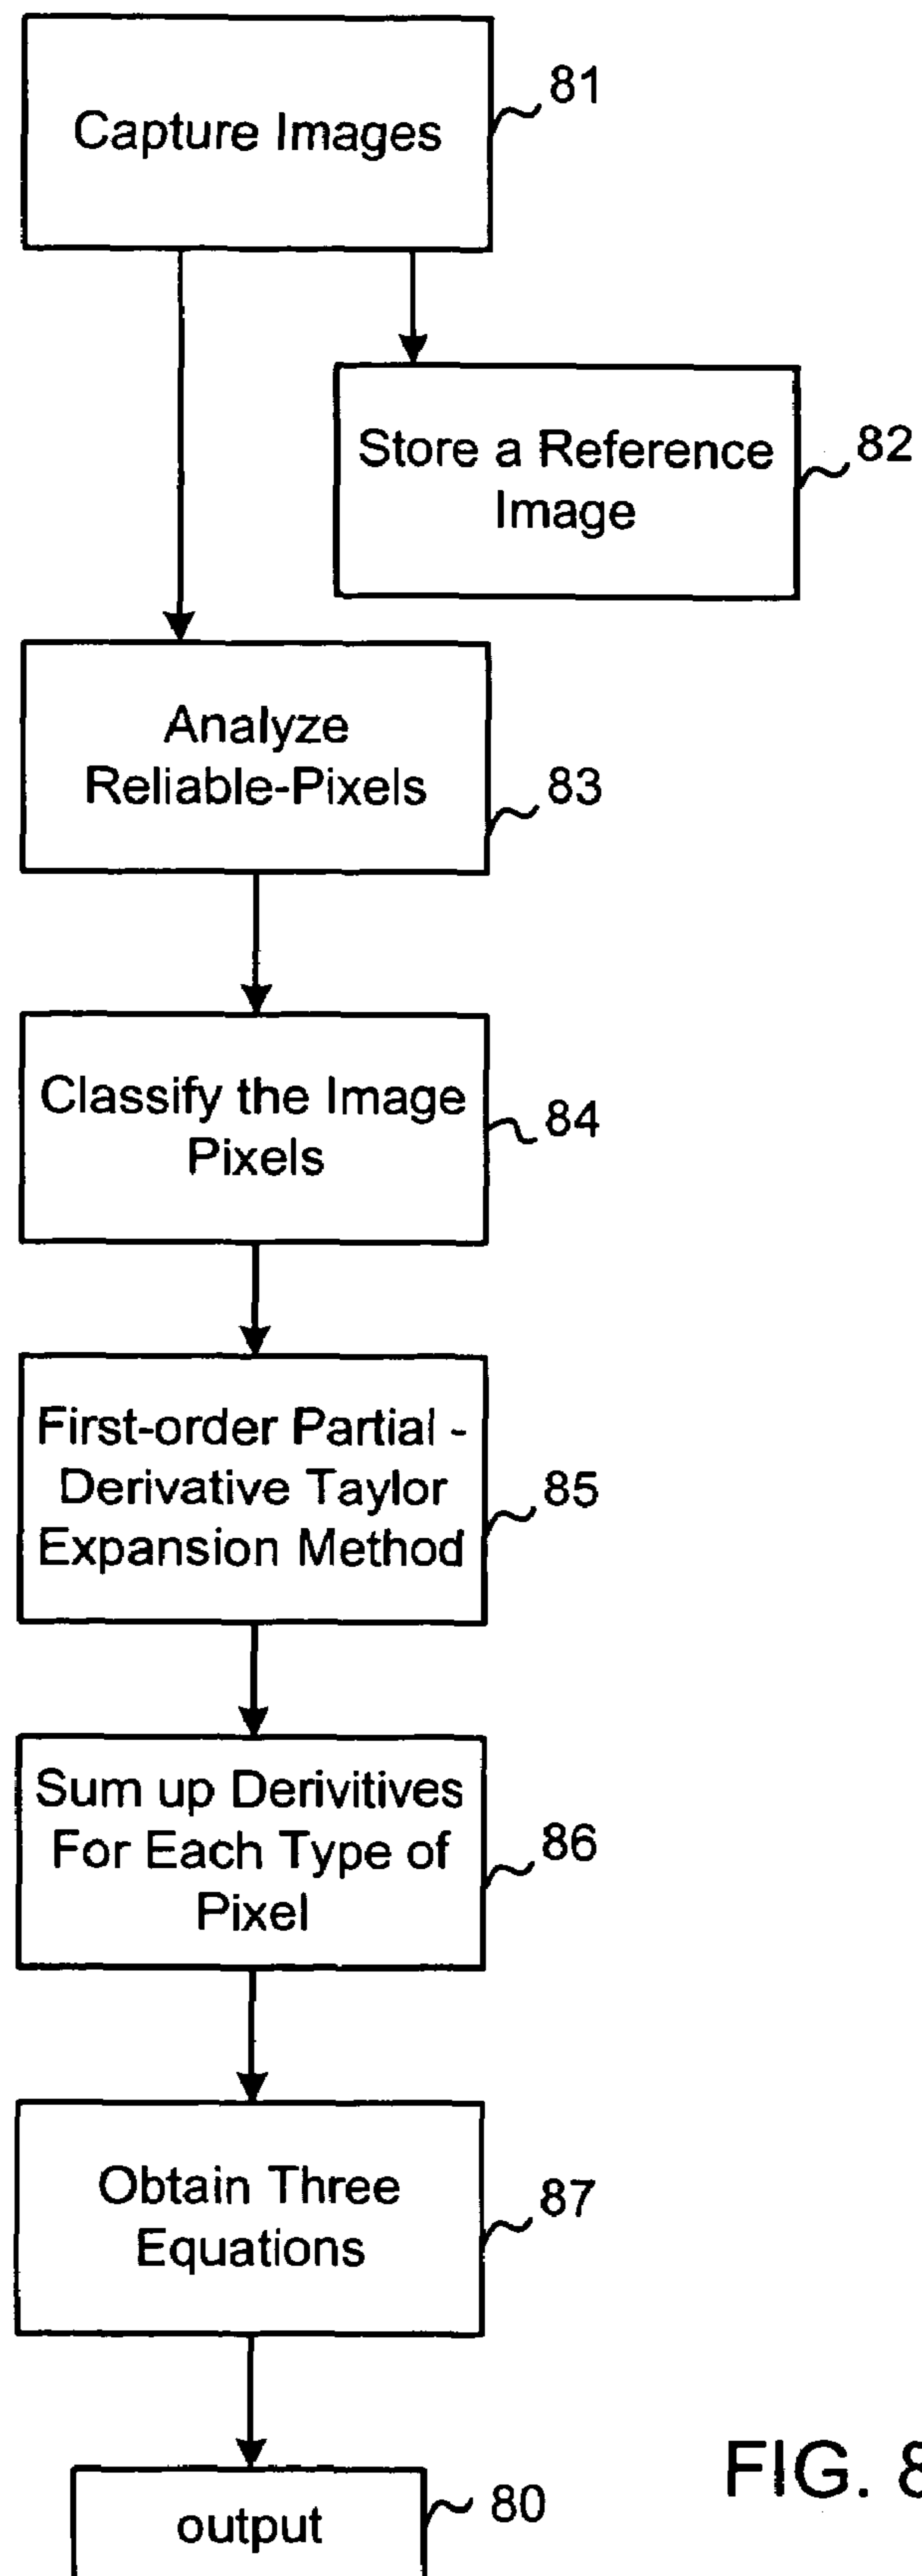 Capture Images
81
Store a Reference
Image
82
Analyze
Reliable-Pixels
83
Classify the Image
Pixels
84
First-order Partial -
Derivative Taylor
Expansion Method
85
Sum up Derivitives
For Each Type of
Pixel
86
Obtain Three
Equations
87
output
80
FIG. 8